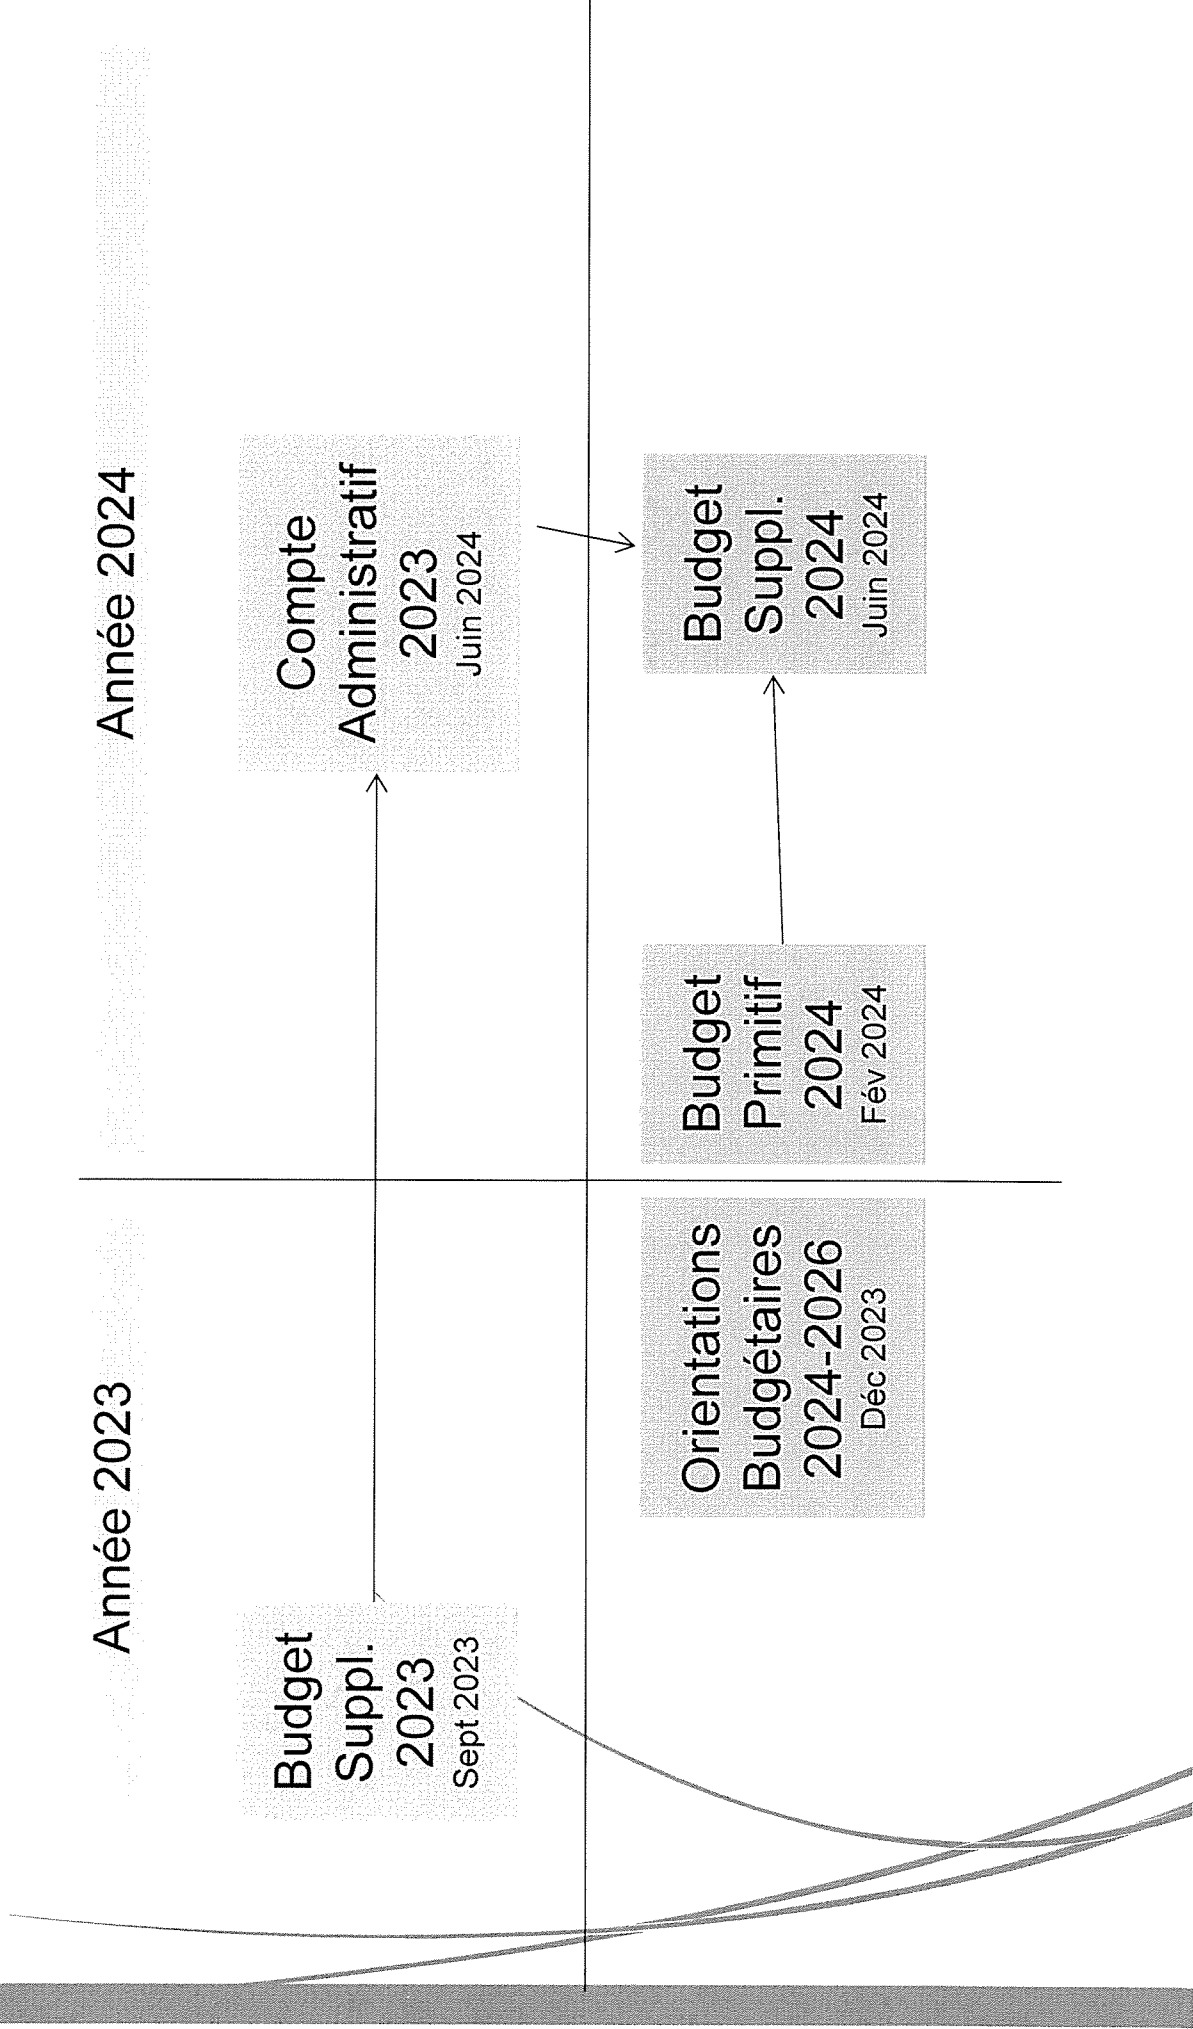 Année 2023
Année 2024
Budget
Suppl.
2023
Sept 2023
Compte
Administratif
2023
Juin 2024
Orientations
Budgétaires
2024-2026
Déc 2023
Budget
Primitif
2024
Fév 2024
Budget
Suppl.
2024
Juin 2024